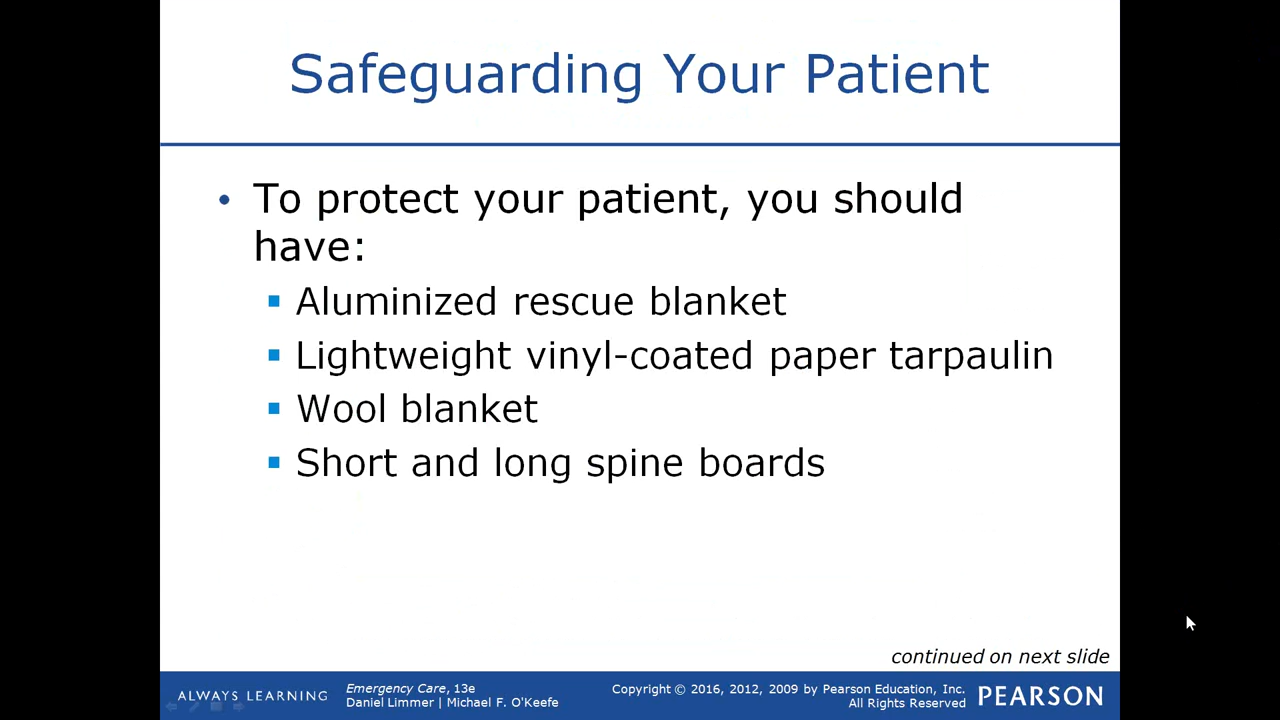 Safeguarding Your Patient
• To protect your patient, you should
have:
▪ Aluminized rescue blanket
▪ Lightweight vinyl-coated paper tarpaulin
▪ Wool blanket
▪ Short and long spine boards
continued on next slide
ALWAYS LEARNING
Emergency Care, 13e
Daniel Limmer | Michael F. O'Keefe
Copyright © 2016, 2012, 2009 by Pearson Education, Inc.
All Rights Reserved
PEARSON